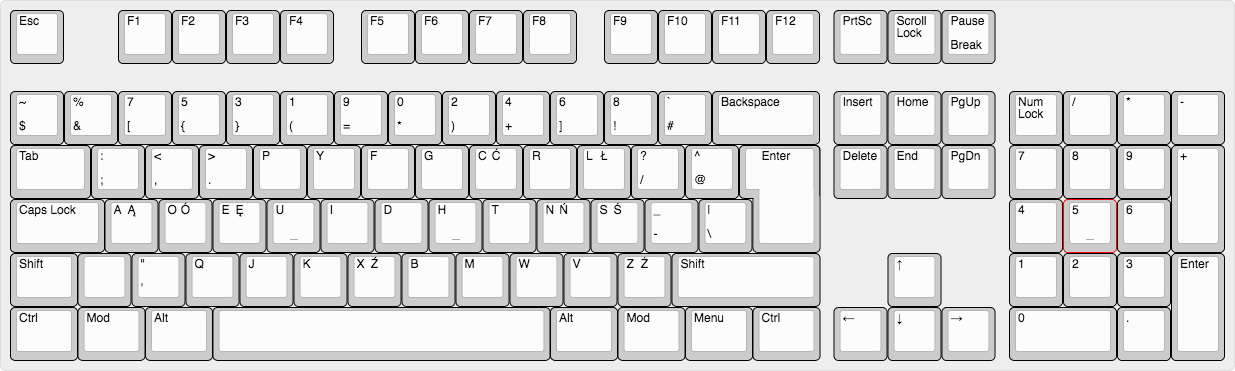 Esc F1 F2 F3 F4 F5 F6 F7 F8 F9 F10 F11 F12 PrtSc Scroll Pause
Lock
Break
~ % 7 5 3 1 9 0 2 4 6 8 ` Backspace Insert Home PgUp Num / * -
Lock
$ & [ { } ( = * ) + ] ! #
Tab : < > P Y F G C Ć R L Ł ? ^ Enter Delete End PgDn 7 8 9 +
; , . / @
Caps Lock A Ą O Ó E Ę U I D H T N Ń S Ś _ | 4 5 6
_ _ - \ _
Shift " Q J K X Ź B M W V Z Ż Shift ↑ 1 2 3 Enter
'
Ctrl Mod Alt Alt Mod Menu Ctrl ← ↓ → 0 .